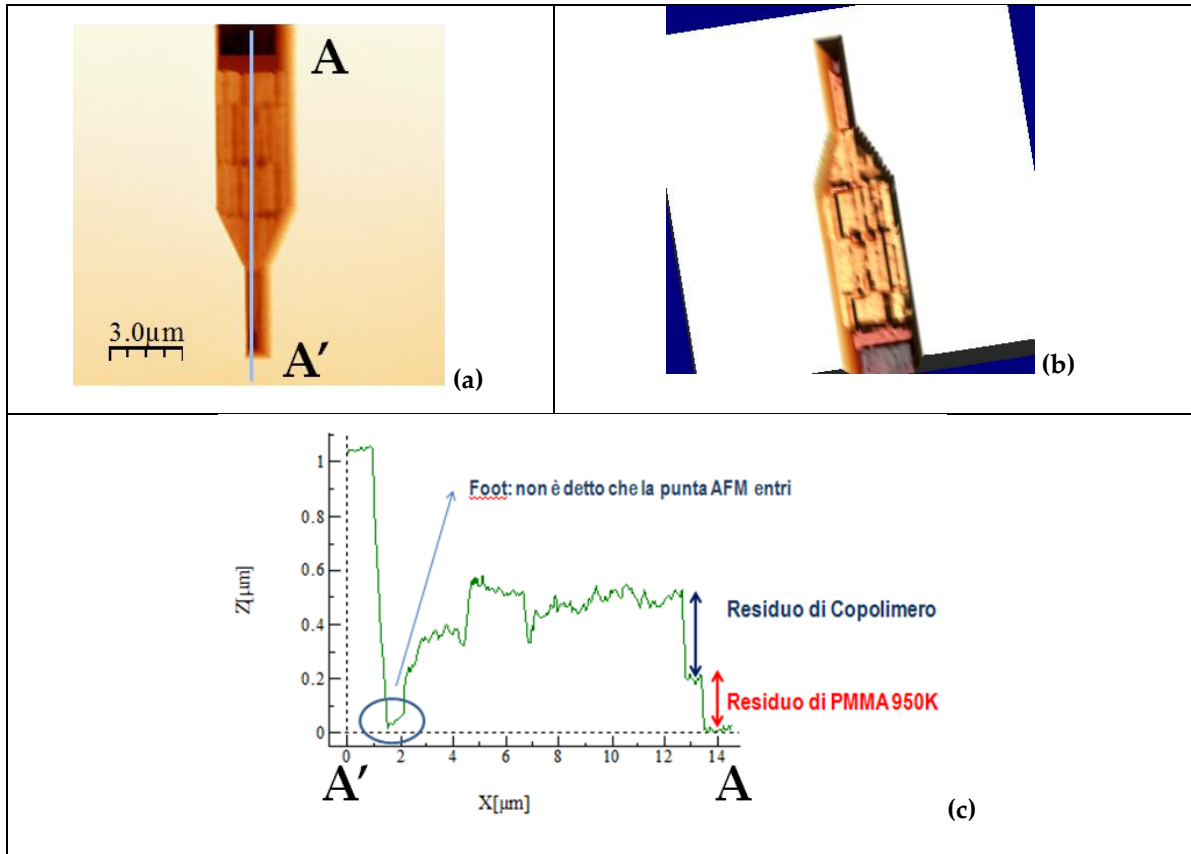 A
3.0µm
A′
(a)
(b)
Foot: non è detto che la punta AFM entri
1
0.8
0.6
0.4
0.2
0
Z[µm]
Residuo di Copolimero
Residuo di PMMA 950K
0 2 4 6 8 10 12 14
A′
A
X[µm]
(c)